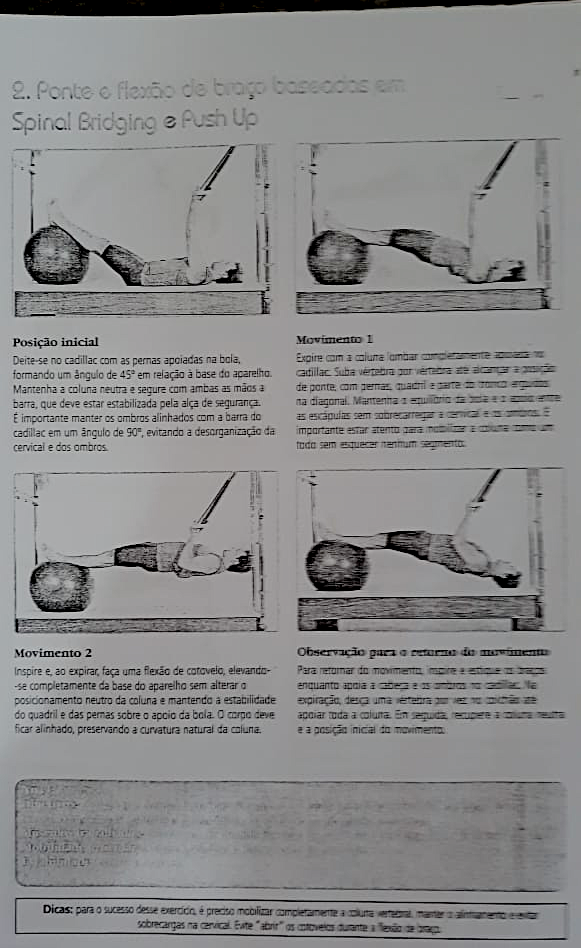 2. Ponte e flexão de braço baseadas em
Spinal Bridging e Push Up
Posição inicial
Deite-se no cadillac com as pernas apoiadas na bola,
formando um ângulo de 45° em relação à base do aparelho.
Mantenha a coluna neutra e segure com ambas as mãos a
barra, que deve estar estabilizada pela alça de segurança.
É importante manter os ombros alinhados com a barra do
cadillac em um ângulo de 90°, evitando a desorganização da
cervical e dos ombros.
Movimento 1
Expire com a coluna lombar completamente apoiada no
cadillac. Suba vértebra por vértebra até alcançar a posição
de ponte, com pernas, quadril e parte do tronco erguidos
na diagonal. Mantenha o equilíbrio da bola e o apoio entre
as escápulas sem sobrecarregar a cervical e os ombros. É
importante estar atento para mobilizar a coluna como um
todo sem esquecer nenhum segmento.
Movimento 2
Inspire e, ao expirar, faça uma flexão de cotovelo, elevando-
-se completamente da base do aparelho sem alterar o
posicionamento neutro da coluna e mantendo a estabilidade
do quadril e das pernas sobre o apoio da bola. O corpo deve
ficar alinhado, preservando a curvatura natural da coluna.
Observação para o retorno do movimento
Para retornar do movimento, inspire e estique os braços
enquanto apoia a cabeça e os ombros no cadillac. Na
expiração, desça uma vértebra por vez no colchão até
apoiar toda a coluna. Em seguida, recupere a coluna neutra
e a posição inicial do movimento.
Dicas: para o sucesso desse exercício, é preciso mobilizar completamente a coluna vertebral, manter o alinhamento e evitar
sobrecargas na cervical. Evite "abrir" os cotovelos durante a flexão de braço.